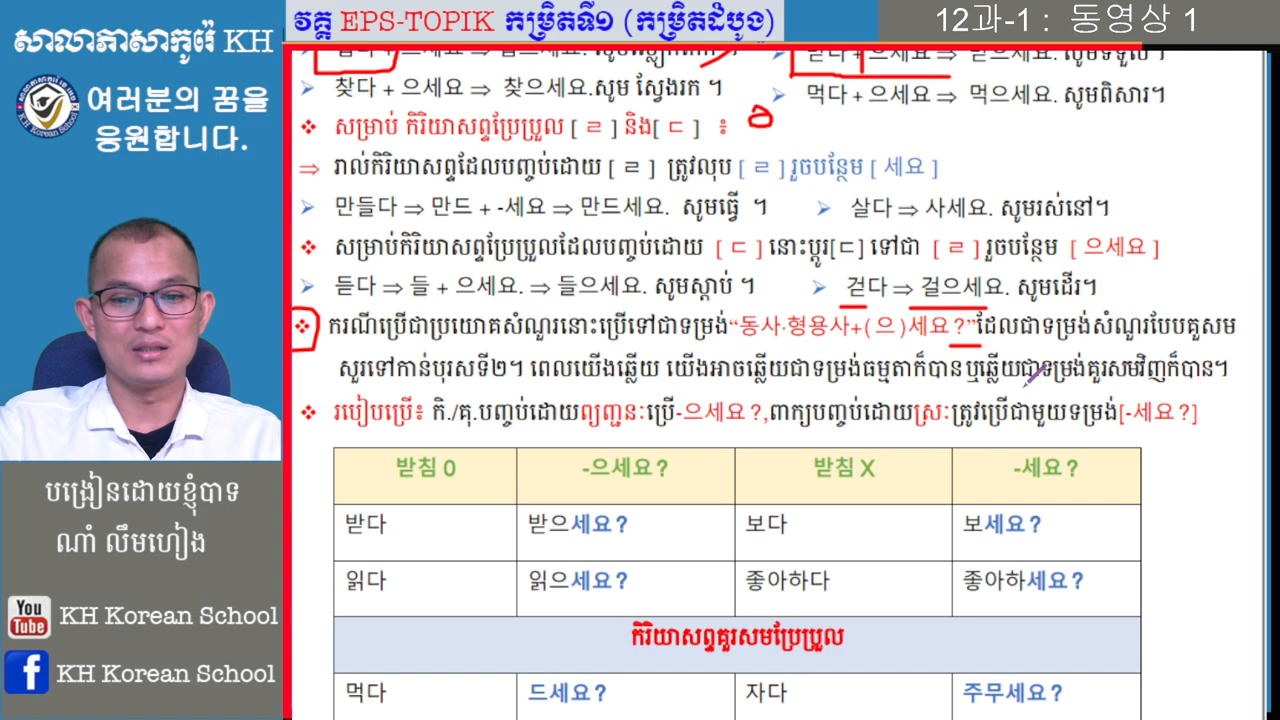 វគ្គ EPS-TOPIK កម្រិតទី១ (កម្រិតដំបូង)
12과-1 : 동영상 1
សាលាភាសាកូរ៉េ KH
여러분의 꿈을
응원합니다.
찾다 + 으세요 ⇒ 찾으세요.សូម ស្វែងរក ។
먹다 + 으세요 ⇒ 먹으세요. សូមពិសារ។
សម្រាប់ កិរិយាសព្ទប្រែប្រួល [ ㄹ ] និង[ ㄷ ] ៖
⇒ រាល់កិរិយាសព្ទដែលបញ្ចប់ដោយ [ ㄹ ] ត្រូវលុប [ ㄹ ] រួចបន្ថែម [ 세요 ]
만들다 ⇒ 만드 + -세요 ⇒ 만드세요. សូមធ្វើ ។
살다 ⇒ 사세요. សូមរស់នៅ។
សម្រាប់កិរិយាសព្ទប្រែប្រួលដែលបញ្ចប់ដោយ [ ㄷ ] នោះប្ដូរ[ㄷ] ទៅជា [ ㄹ ] រួចបន្ថែម [ 으세요 ]
듣다 ⇒ 들 + 으세요. ⇒ 들으세요. សូមស្ដាប់ ។
걷다 ⇒ 걸으세요. សូមដើរ។
ករណីប្រើជាប្រយោគសំណួរនោះប្រើទៅជាទម្រង់“동사·형용사+(으)세요?”ដែលជាទម្រង់សំណួរបែបគួសម
សួរទៅកាន់បុរសទី២។ ពេលយើងឆ្លើយ យើងអាចឆ្លើយជាទម្រង់ធម្មតាក៏បានឬឆ្លើយជាទម្រង់គួរសមវិញក៏បាន។
របៀបប្រើ៖ កិ./គុ.បញ្ចប់ដោយព្យញ្ជនៈប្រើ-으세요?,ពាក្យបញ្ចប់ដោយស្រៈត្រូវប្រើជាមួយទម្រង់[-세요?]
받침 0 -으세요? 받침 X -세요?
받다 받으세요? 보다 보세요?
읽다 읽으세요? 좋아하다 좋아하세요?
កិរិយាសព្ទគួរសមប្រែប្រួល
먹다 드세요? 자다 주무세요?
បង្រៀនដោយខ្ញុំបាទ
ណាំ លឹមហៀង
You Tube KH Korean School
f KH Korean School